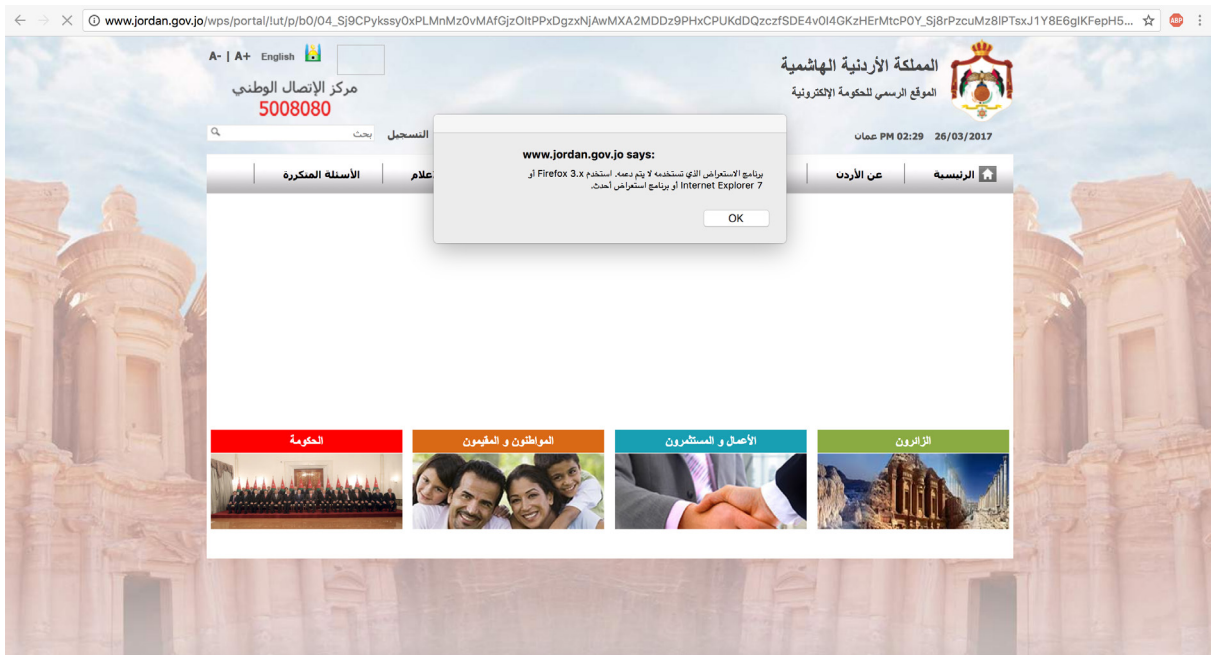 www.jordan.gov.jo/wps/portal/!ut/p/b0/04_Sj9CPykssy0xPLMnMz0vMAfGjzOItPPxDgzxNjAwMXA2MDDz9PHxCPUKdDQzczfSDE4v0I4GKzHErMtcP0Y_Sj8rPzcuMz8lPTsxJ1Y8E6gIKFepH5...
ABP
A- | A+ English
المملكة الأردنية الهاشمية
الموقع الرسمي للحكومة الإلكترونية
مركز الإتصال الوطني
5008080
26/03/2017 02:29 PM عمان
التسجيل
بحث
الرئيسية
عن الأردن
الأسئلة المتكررة
www.jordan.gov.jo says:
برنامج الاستعراض الذي تستخدمه لا يتم دعمه. استخدم Firefox 3.x أو
Internet Explorer 7 أو برنامج استعراض أحدث.
OK
الزائرون
الأعمال و المستثمرون
المواطنون و المقيمون
الحكومة